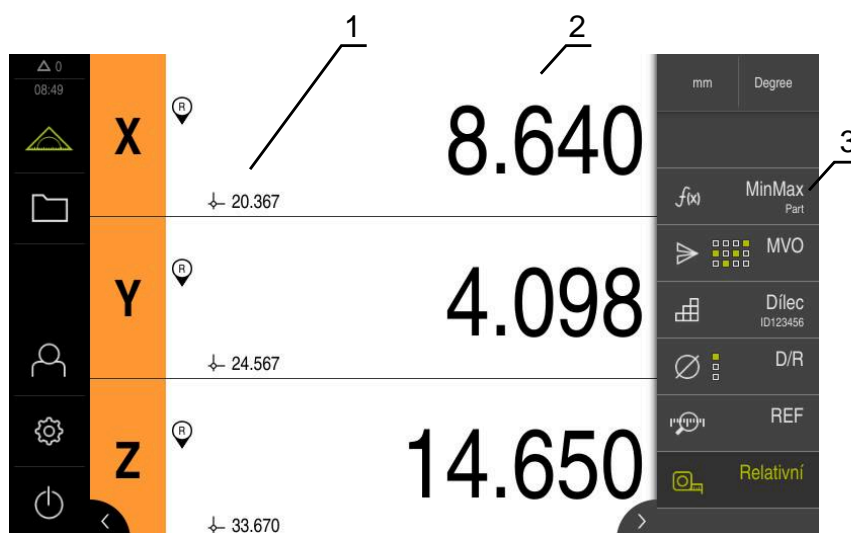 1
2
3
0
08:49
X
R
8.640
20.367
Y
R
4.098
24.567
Z
R
14.650
33.670
mm
Degree
f(x)
MinMax
Part
MVO
Dílec
ID123456
D/R
REF
Relativní